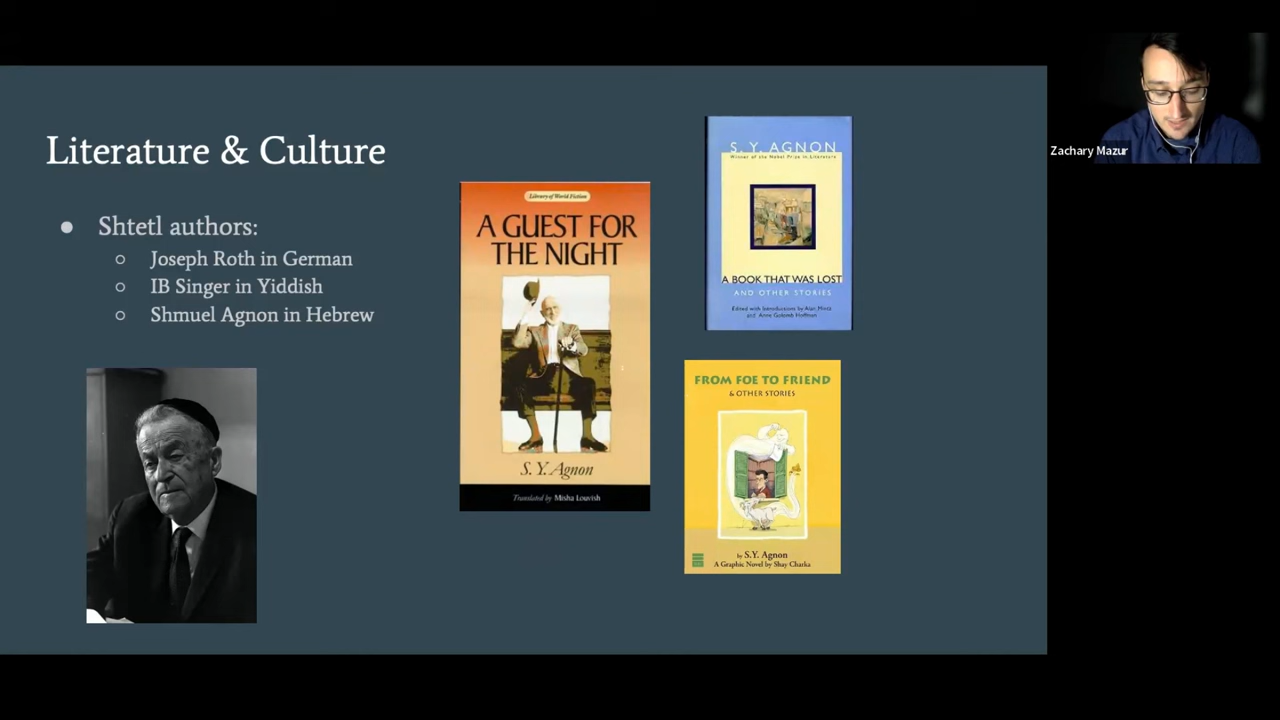 Literature & Culture
Shtetl authors:
Joseph Roth in German
IB Singer in Yiddish
Shmuel Agnon in Hebrew
Library of World Fiction
A GUEST FOR
THE NIGHT
S. Y. Agnon
Translated by Misha Louvish
S. Y. AGNON
Winner of the Nobel Prize in Literature
A BOOK THAT WAS LOST
AND OTHER STORIES
Edited with Introductions by Alan Mintz
and Anne Golomb Hoffman
FROM FOE TO FRIEND
& OTHER STORIES
by S.Y. Agnon
A Graphic Novel by Shay Charka
Zachary Mazur